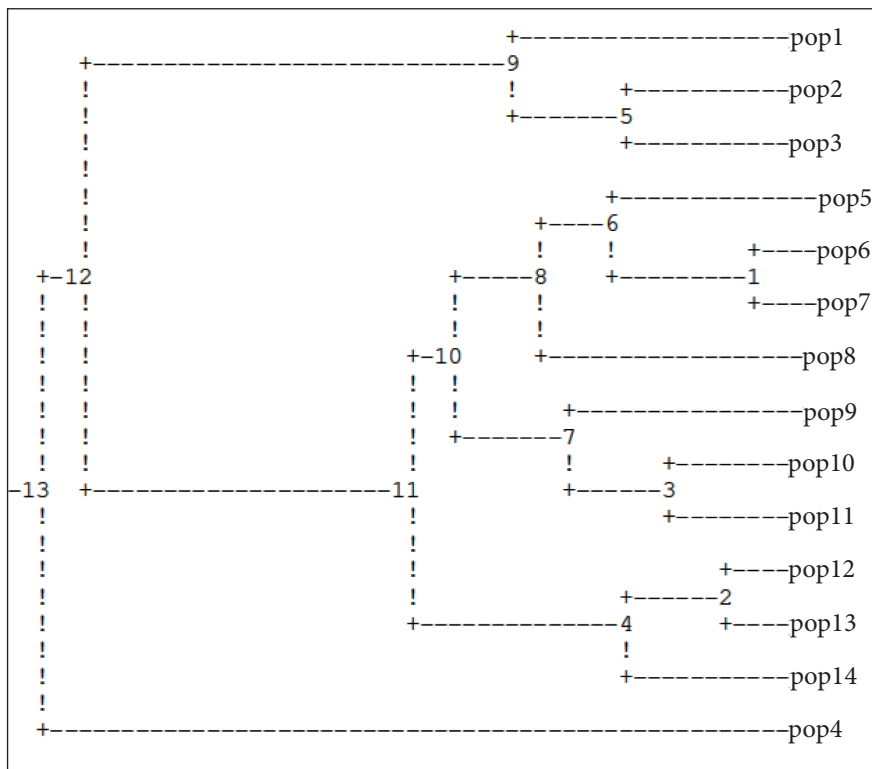 +-------------------pop1
+-----------------------------9
! ! +-----------pop2
! +-------5
! +-----------pop3
!
! +--------------pop5
! +----6
! ! ! +----pop6
+-12 +-----8 +---------1
! ! ! ! +----pop7
! ! ! !
! ! +-10 +-----------------pop8
! ! ! !
! ! ! ! +---------------pop9
! ! ! +-------7
! ! ! ! +--------pop10
-13 +---------------------11 +------3
! ! +--------pop11
! !
! ! +----pop12
! ! +------2
! +--------------4 +----pop13
! !
! +-----------pop14
!
+---------------------------------------------------pop4